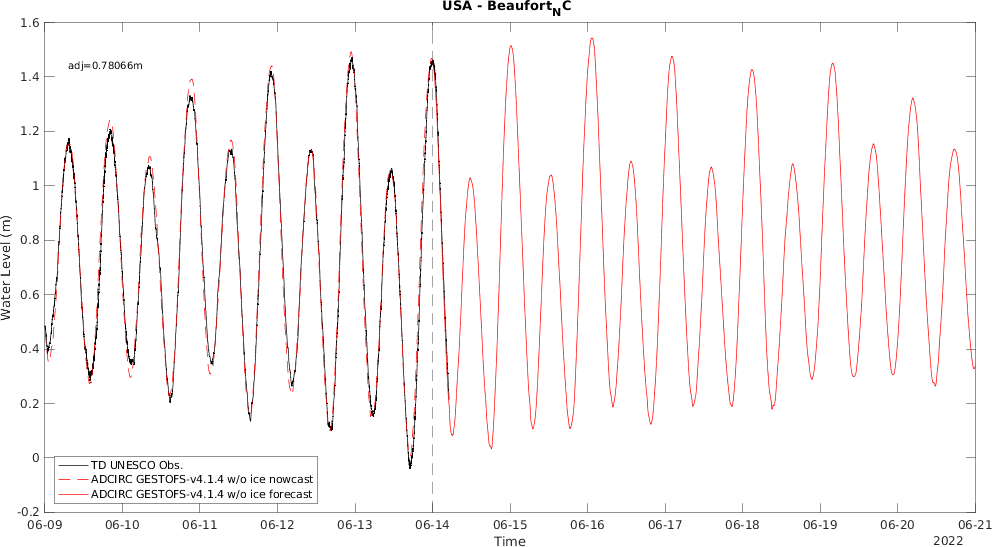 USA - Beaufort_NC
adj=0.78066m
1.6
1.4
1.2
1
0.8
0.6
0.4
0.2
0
-0.2
Water Level (m)
TD UNESCO Obs.
ADCIRC GESTOFS-v4.1.4 w/o ice nowcast
ADCIRC GESTOFS-v4.1.4 w/o ice forecast
06-09 06-10 06-11 06-12 06-13 06-14 06-15 06-16 06-17 06-18 06-19 06-20 06-21
Time
2022